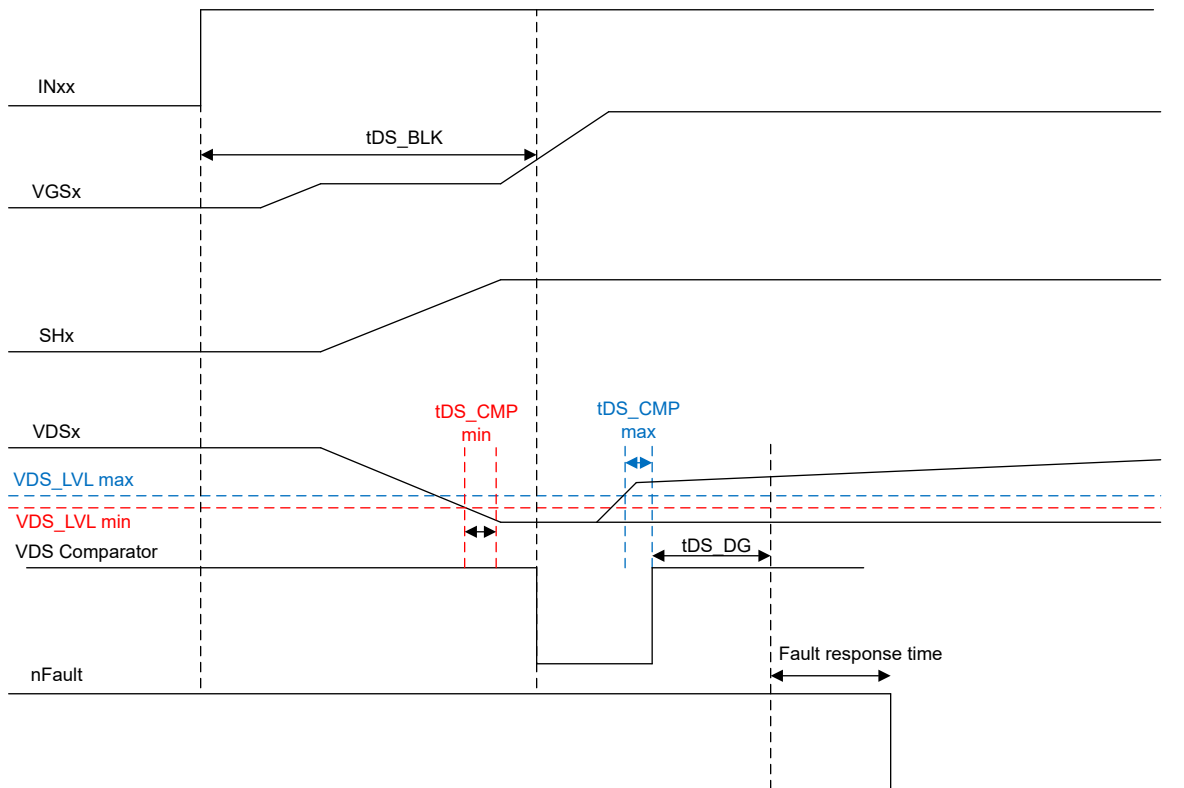 INxx
tDS_BLK
VGSx
SHx
tDS_CMP
min
tDS_CMP
max
VDSx
VDS_LVL max
VDS_LVL min
VDS Comparator
tDS_DG
Fault response time
nFault